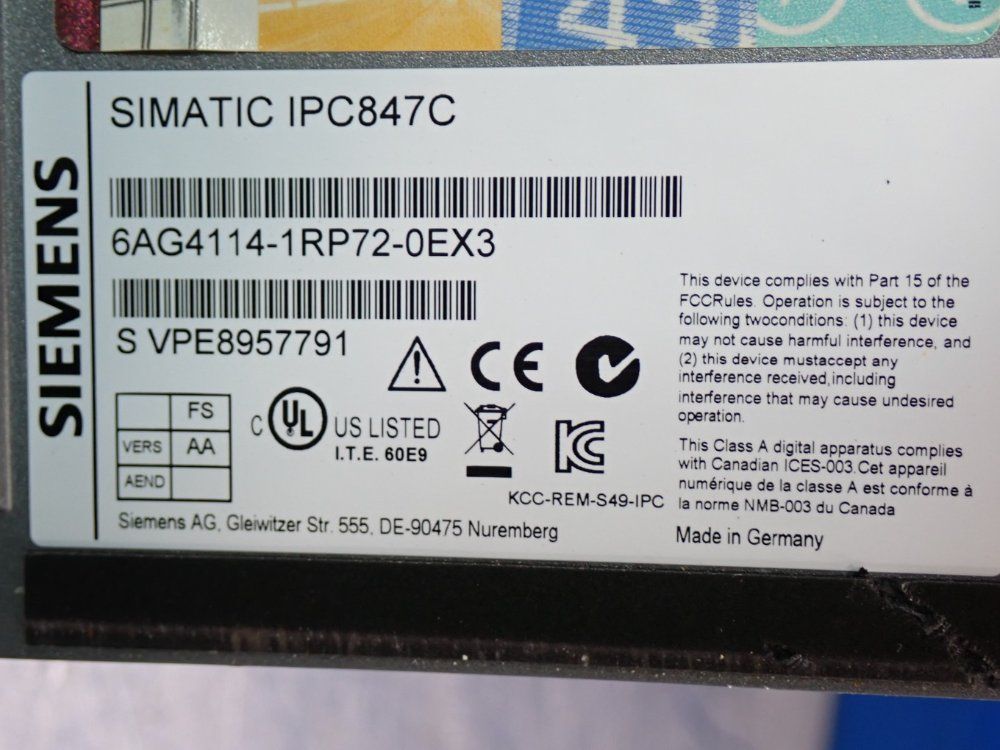 SIEMENS
SIMATIC IPC847C
6AG4114-1RP72-0EX3
S VPE8957791
FS
VERS AA
AEND
C UL US LISTED
I.T.E. 60E9
CE
KCC-REM-S49-IPC
Siemens AG, Gleiwitzer Str. 555, DE-90475 Nuremberg
This device complies with Part 15 of the
FCCRules. Operation is subject to the
following twoconditions: (1) this device
may not cause harmful interference, and
(2) this device mustaccept any
interference received,including
interference that may cause undesired
operation.
This Class A digital apparatus complies
with Canadian ICES-003.Cet appareil
numérique de la classe A est conforme à
la norme NMB-003 du Canada
Made in Germany